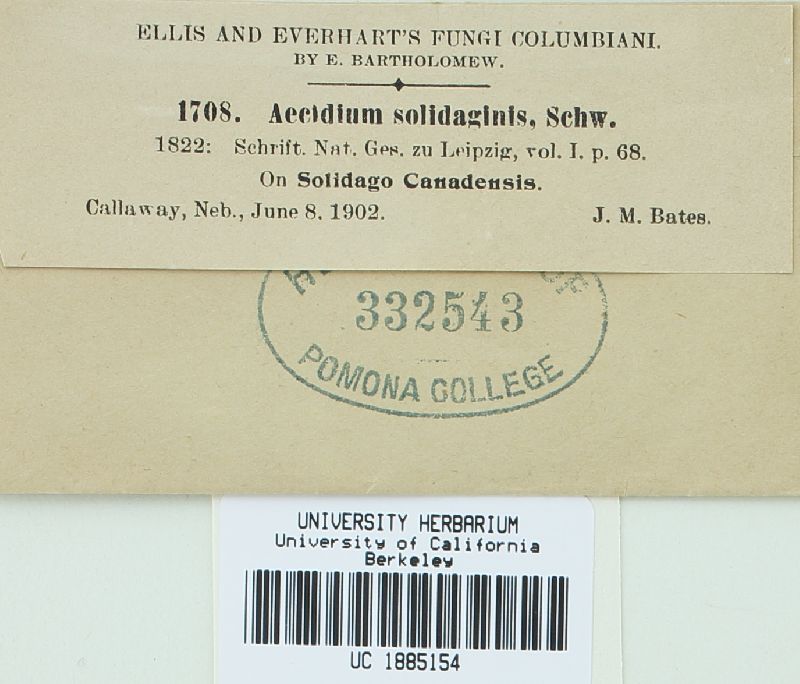 ELLIS AND EVERHART'S FUNGI COLUMBIANI.
BY E. BARTHOLOMEW.
1708. Aecidium solidaginis, Schw.
1822: Schrift. Nat. Ges. zu Leipzig, vol. I. p. 68.
On Solidago Canadensis.
Callaway, Neb., June 8, 1902. J. M. Bates.
332543
POMONA COLLEGE
UNIVERSITY HERBARIUM
University of California
Berkeley
UC 1885154